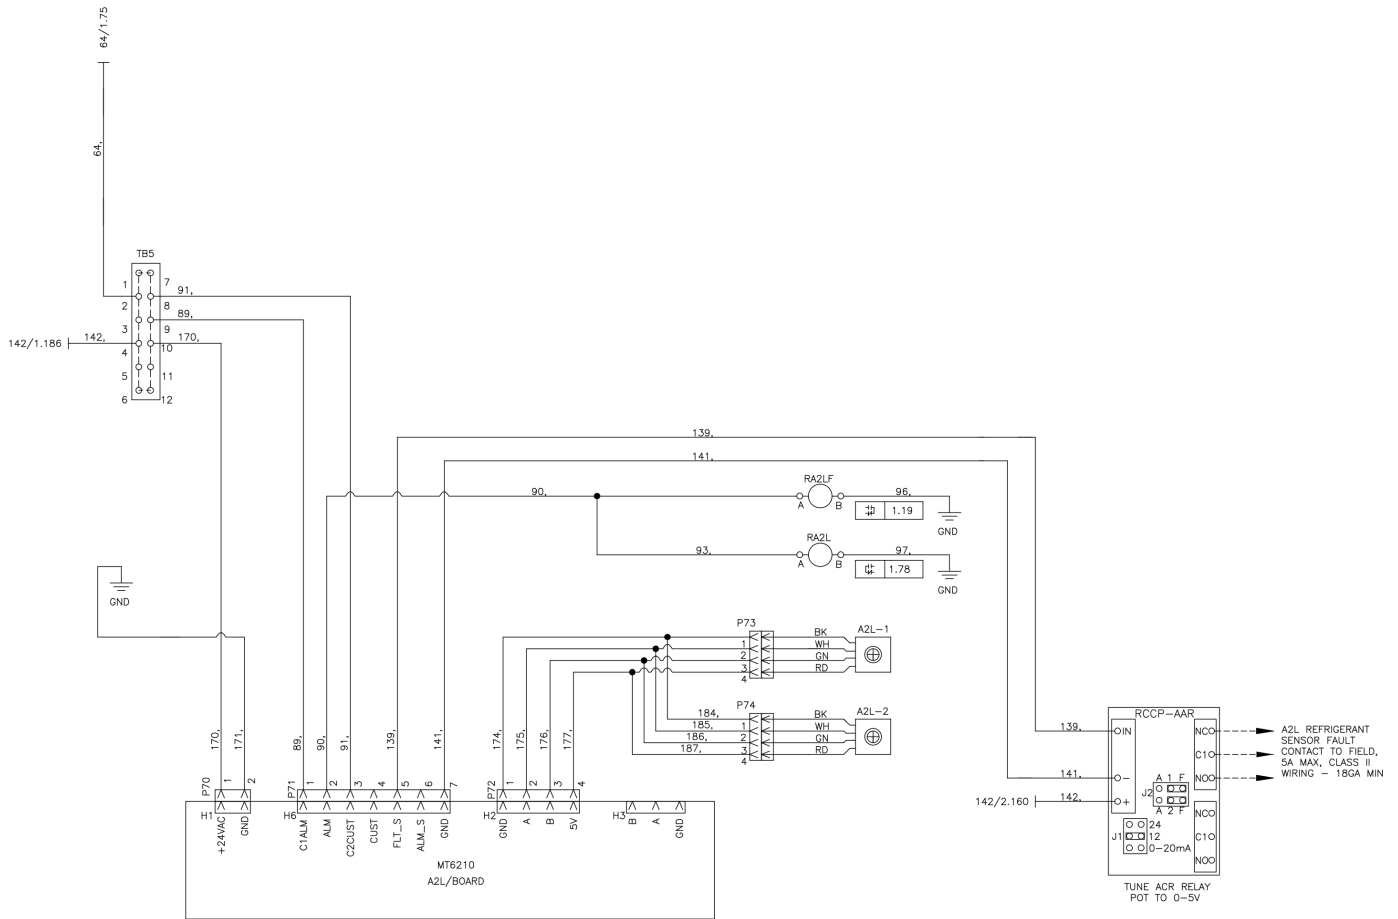 64/1.75
64,
TB5
1
7
91,
2
8
89,
3
9
142/1.186
142,
170,
4
10
5
11
6
12
139,
141,
RA2LF
90,
A
B
96,
1.19
GND
RA2L
93,
A
B
97,
1.78
GND
GND
P73
A2L-1
BK
1
WH
2
GN
3
RD
4
P74
A2L-2
184,
BK
185,
1
WH
186,
2
GN
187,
3
RD
4
170,
171,
89,
90,
91,
139,
141,
174,
175,
176,
177,
P70
1
2
P71
1
2
3
4
5
6
7
P72
1
2
3
4
H1
H6
H2
H3
+24VAC
GND
C1ALM
ALM
C2CUST
CUST
FLT_S
ALM_S
GND
GND
A
B
5V
B
A
GND
MT6210
A2L/BOARD
RCCP-AAR
139,
IN
NC
141,
-
C1
142/2.160
142,
+
NO
J2
A 1 F
A 2 F
J1
24
12
0-20mA
NC
C1
NO
A2L REFRIGERANT
SENSOR FAULT
CONTACT TO FIELD,
5A MAX, CLASS II
WIRING - 18GA MIN
TUNE ACR RELAY
POT TO 0-5V